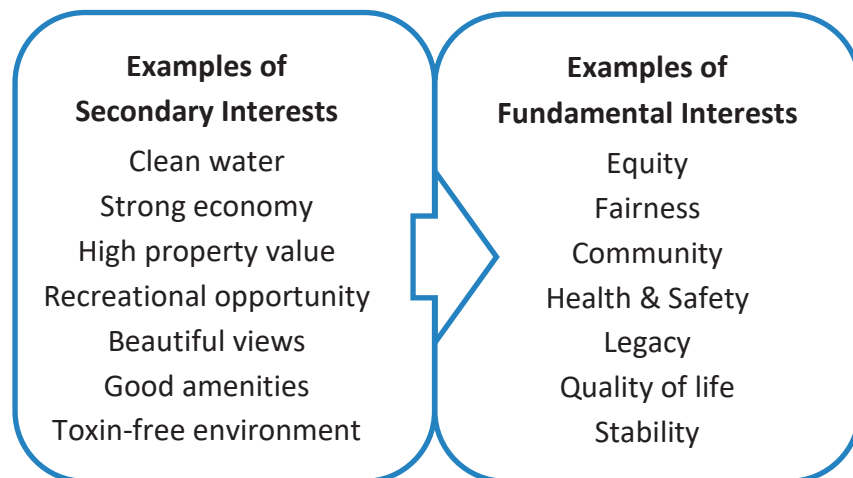 Examples of
Secondary Interests
Clean water
Strong economy
High property value
Recreational opportunity
Beautiful views
Good amenities
Toxin-free environment
Examples of
Fundamental Interests
Equity
Fairness
Community
Health & Safety
Legacy
Quality of life
Stability